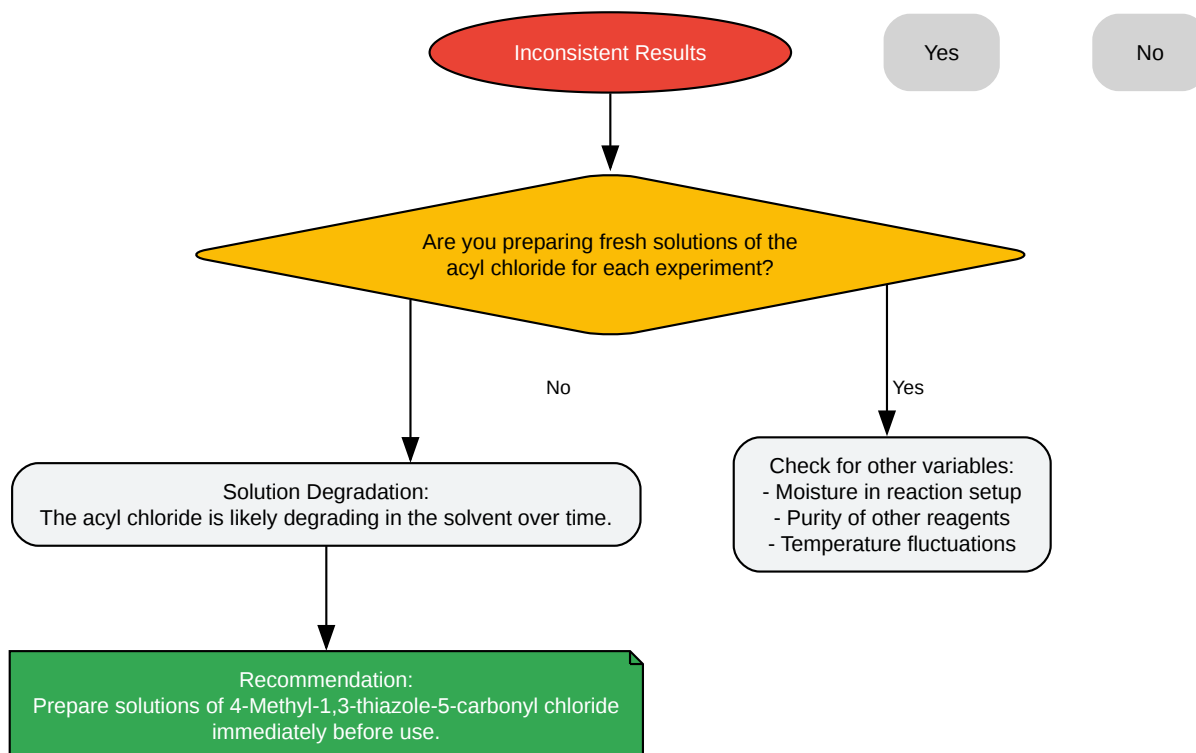 Inconsistent Results
Yes
No
Are you preparing fresh solutions of the
acyl chloride for each experiment?
No
Yes
Solution Degradation:
The acyl chloride is likely degrading in the solvent over time.
Check for other variables:
- Moisture in reaction setup
- Purity of other reagents
- Temperature fluctuations
Recommendation:
Prepare solutions of 4-Methyl-1,3-thiazole-5-carbonyl chloride
immediately before use.